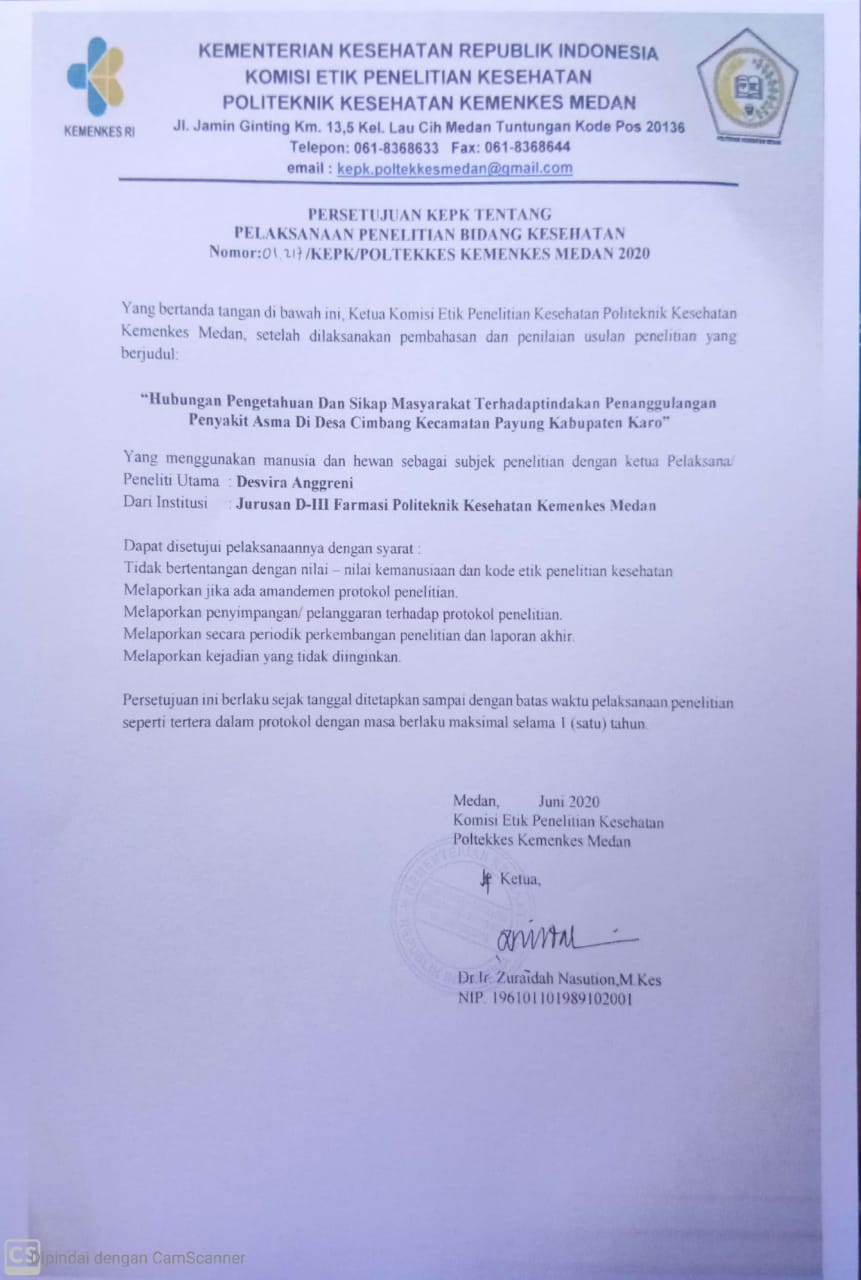 KEMENTERIAN KESEHATAN REPUBLIK INDONESIA
KOMISI ETIK PENELITIAN KESEHATAN
POLITEKNIK KESEHATAN KEMENKES MEDAN
KEMENKES RI
Jl. Jamin Ginting Km. 13,5 Kel. Lau Cih Medan Tuntungan Kode Pos 20136
Telepon: 061-8368633 Fax: 061-8368644
email : kepk.poltekkesmedan@gmail.com
PERSETUJUAN KEPK TENTANG
PELAKSANAAN PENELITIAN BIDANG KESEHATAN
Nomor:01.217/KEPK/POLTEKKES KEMENKES MEDAN 2020
Yang bertanda tangan di bawah ini, Ketua Komisi Etik Penelitian Kesehatan Politeknik Kesehatan
Kemenkes Medan, setelah dilaksanakan pembahasan dan penilaian usulan penelitian yang
berjudul:
“Hubungan Pengetahuan Dan Sikap Masyarakat Terhadaptindakan Penanggulangan
Penyakit Asma Di Desa Cimbang Kecamatan Payung Kabupaten Karo”
Yang menggunakan manusia dan hewan sebagai subjek penelitian dengan ketua Pelaksana/
Peneliti Utama : Desvira Anggreni
Dari Institusi : Jurusan D-III Farmasi Politeknik Kesehatan Kemenkes Medan
Dapat disetujui pelaksanaannya dengan syarat :
Tidak bertentangan dengan nilai – nilai kemanusiaan dan kode etik penelitian kesehatan
Melaporkan jika ada amandemen protokol penelitian.
Melaporkan penyimpangan/ pelanggaran terhadap protokol penelitian.
Melaporkan secara periodik perkembangan penelitian dan laporan akhir.
Melaporkan kejadian yang tidak diinginkan.
Persetujuan ini berlaku sejak tanggal ditetapkan sampai dengan batas waktu pelaksanaan penelitian
seperti tertera dalam protokol dengan masa berlaku maksimal selama 1 (satu) tahun.
Medan, Juni 2020
Komisi Etik Penelitian Kesehatan
Poltekkes Kemenkes Medan
Ketua,
Dr.Ir. Zuraidah Nasution,M.Kes
NIP. 196101101989102001
CS Dipindai dengan CamScanner